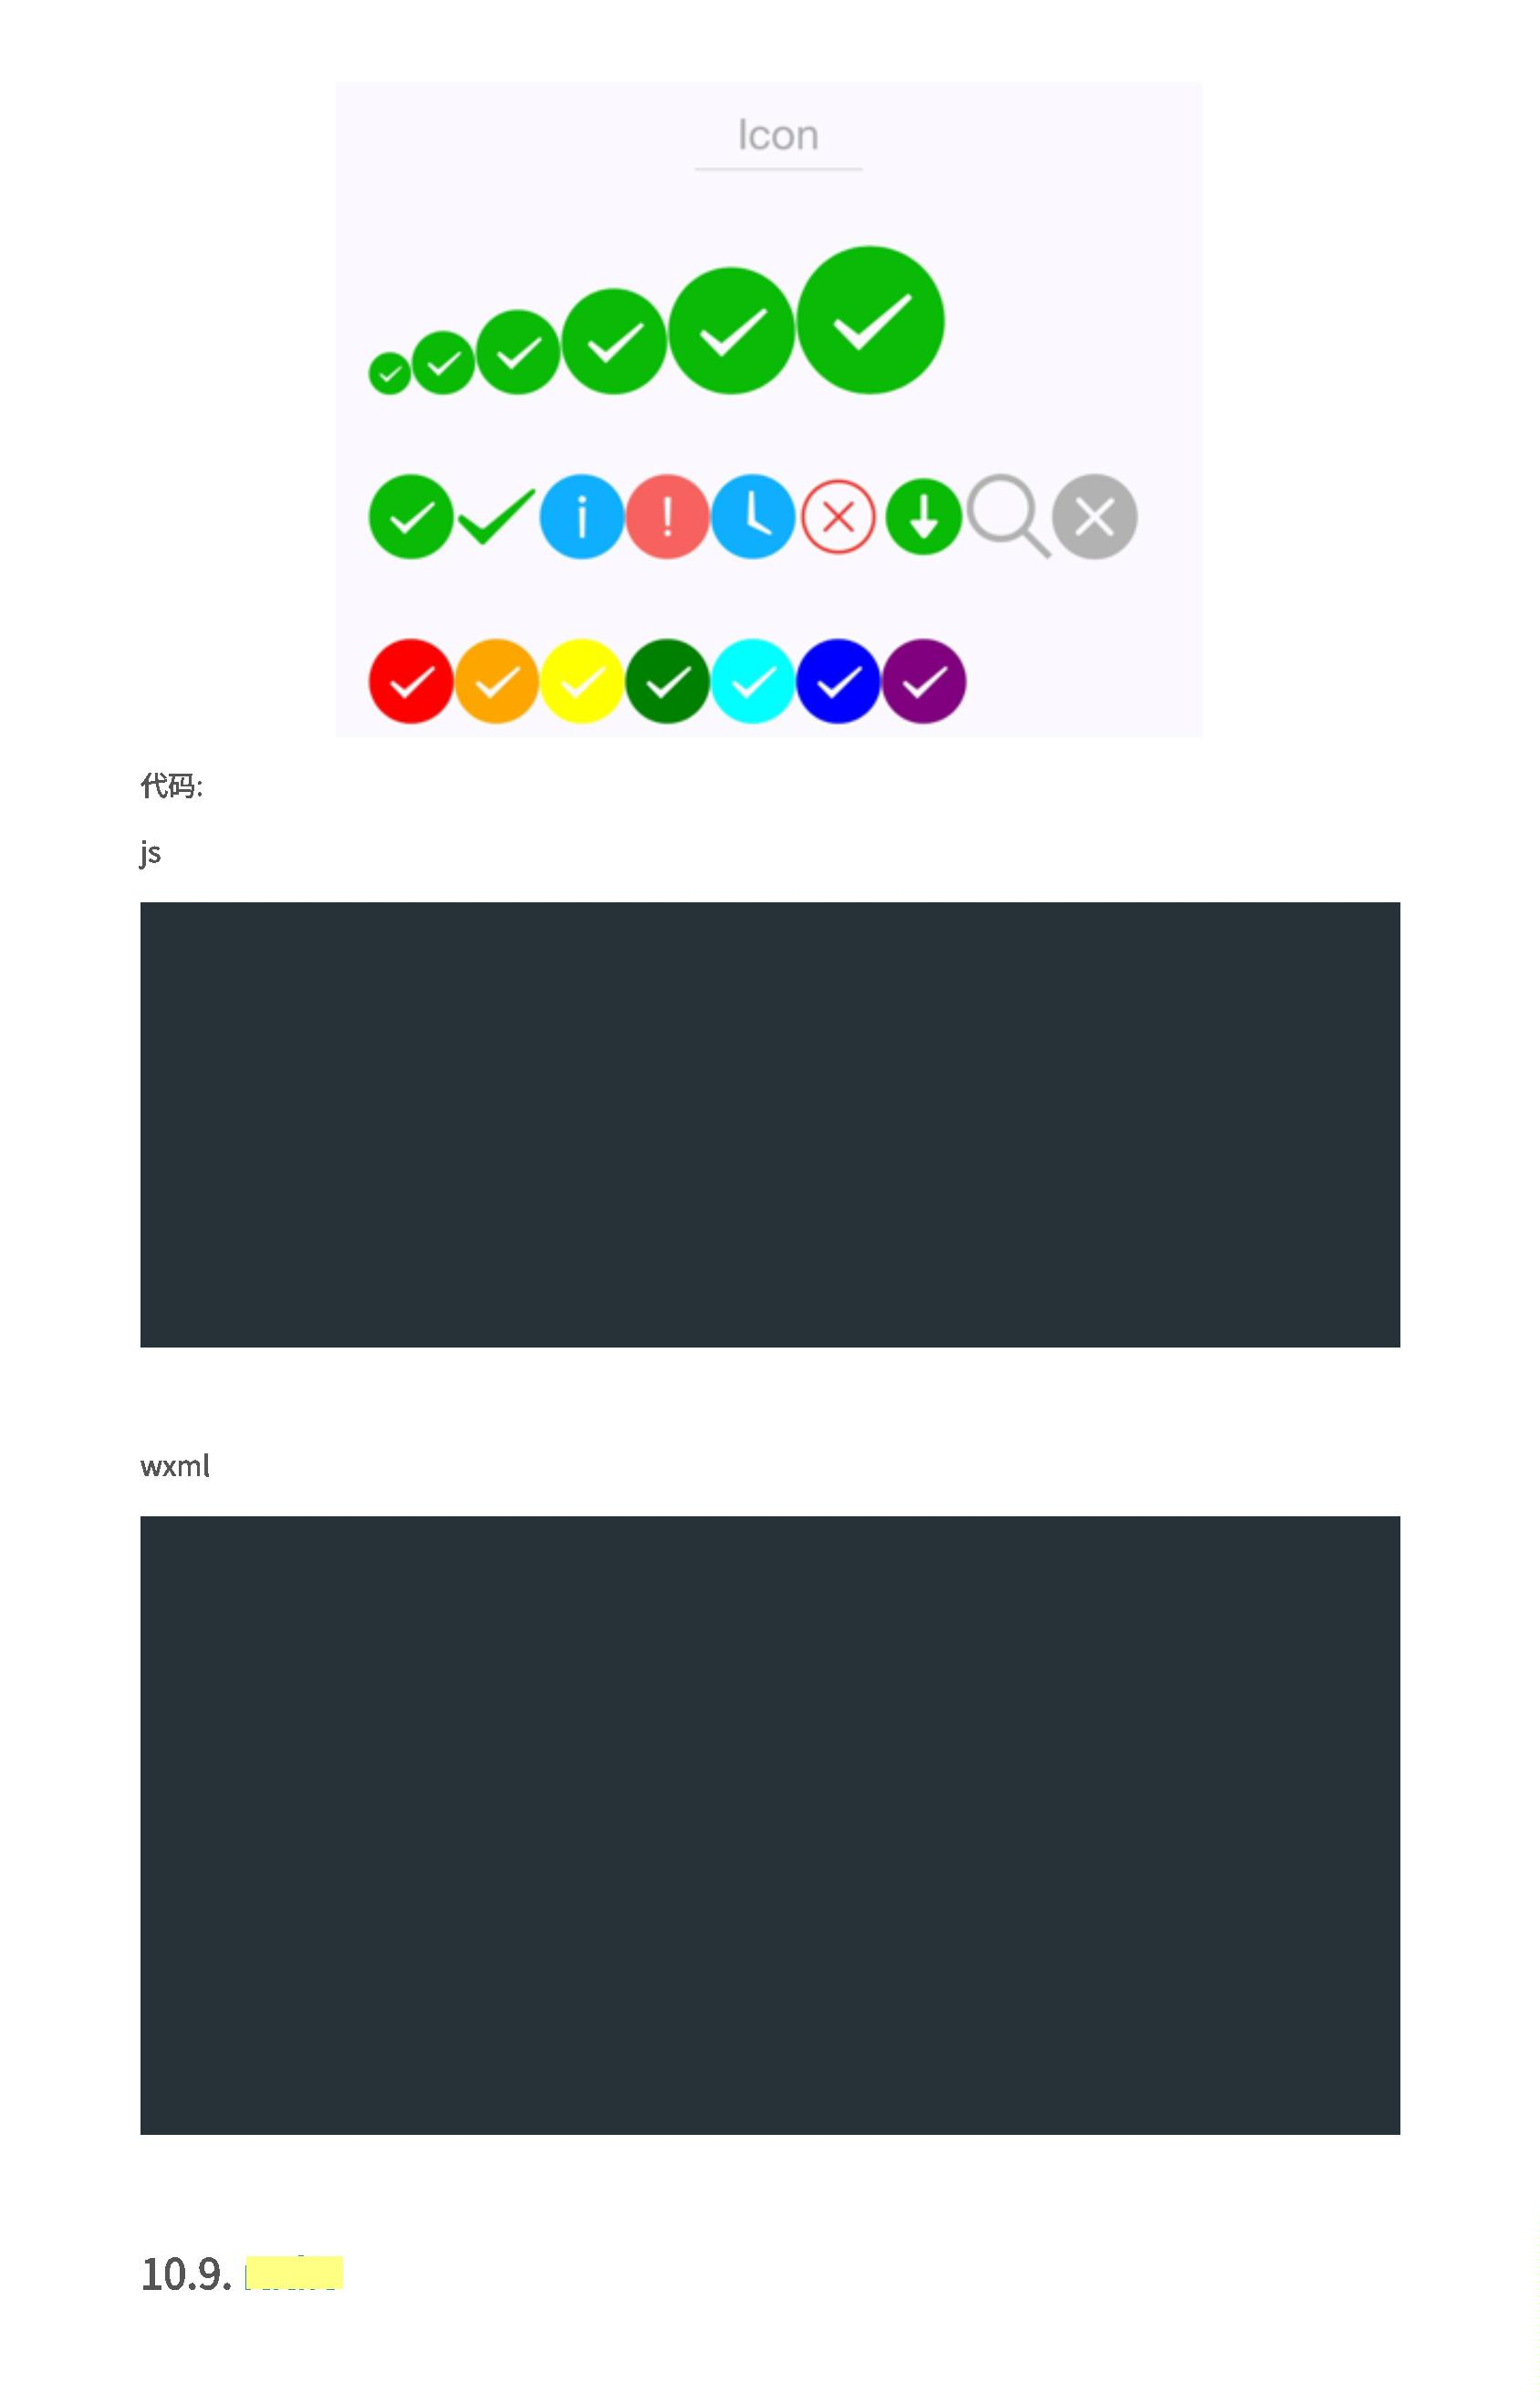 Icon
代码:
js
wxml
10.9.